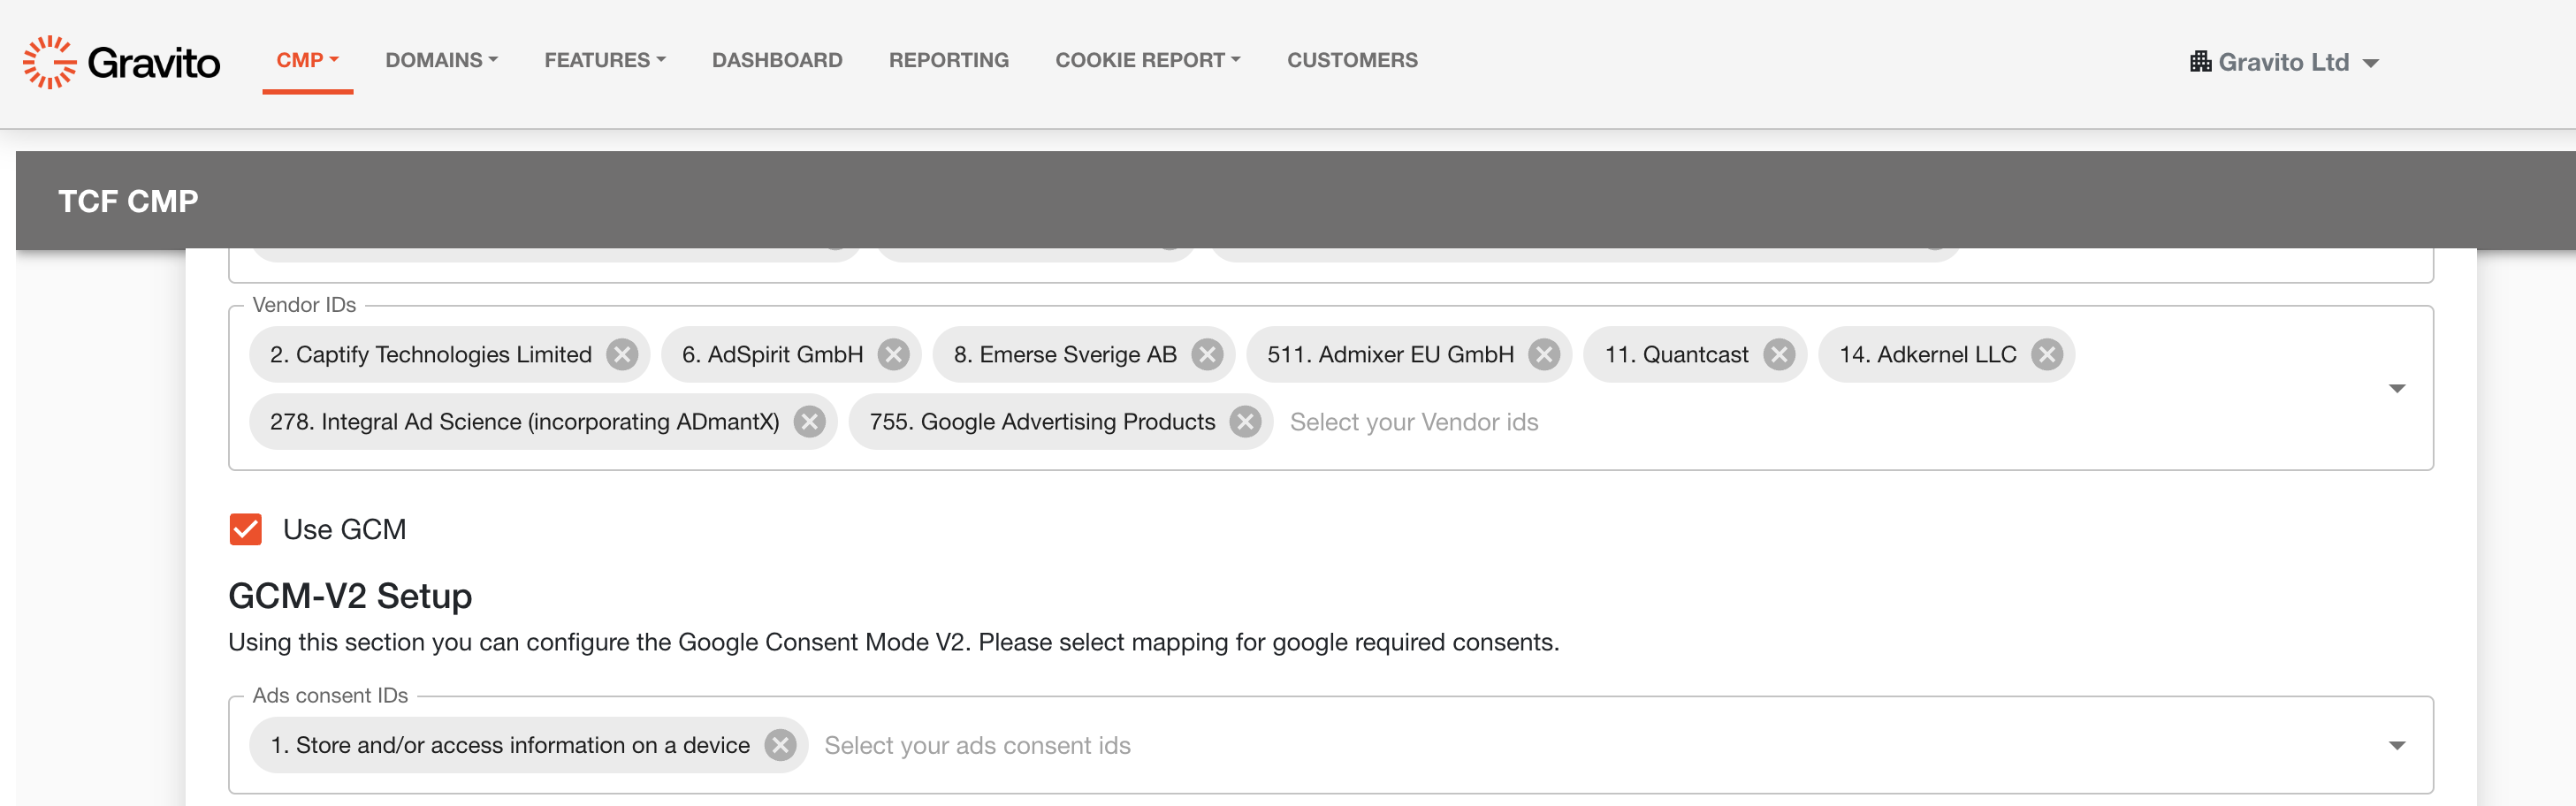 Gravito CMP DOMAINS FEATURES DASHBOARD REPORTING COOKIE REPORT CUSTOMERS Gravito Ltd
TCF CMP
Vendor IDs
2. Captify Technologies Limited 6. AdSpirit GmbH 8. Emerse Sverige AB 511. Admixer EU GmbH 11. Quantcast 14. Adkernel LLC
278. Integral Ad Science (incorporating ADmantX) 755. Google Advertising Products Select your Vendor ids
Use GCM
GCM-V2 Setup
Using this section you can configure the Google Consent Mode V2. Please select mapping for google required consents.
Ads consent IDs
1. Store and/or access information on a device Select your ads consent ids